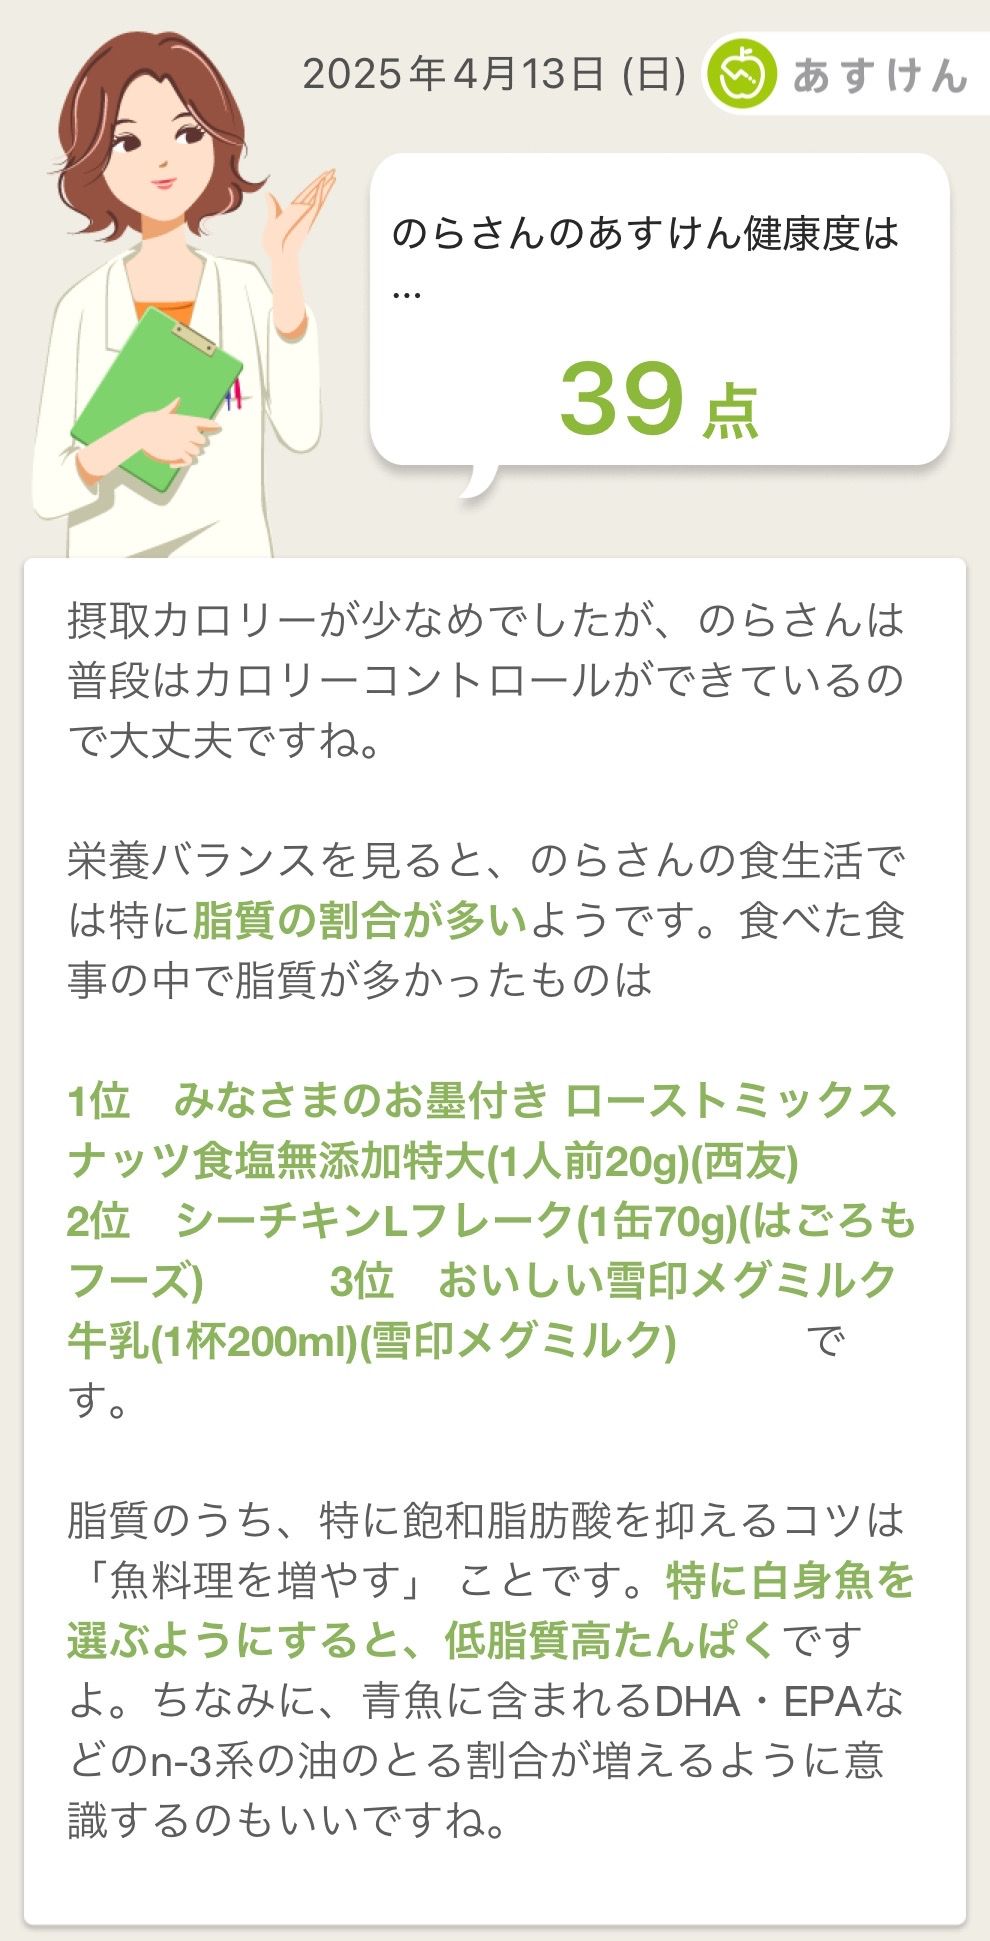 2025年4月13日 (日)
あすけん
のらさんのあすけん健康度は
...
39点
摂取カロリーが少なめでしたが、のらさんは
普段はカロリーコントロールができているの
で大丈夫ですね。
栄養バランスを見ると、のらさんの食生活で
は特に脂質の割合が多いようです。食べた食
事の中で脂質が多かったものは
1位　みなさまのお墨付き ローストミックス
ナッツ食塩無添加特大(1人前20g)(西友)
2位　シーチキンLフレーク(1缶70g)(はごろも
フーズ)　　　3位　おいしい雪印メグミルク
牛乳(1杯200ml)(雪印メグミルク)　　　で
す。
脂質のうち、特に飽和脂肪酸を抑えるコツは
「魚料理を増やす」 ことです。特に白身魚を
選ぶようにすると、低脂質高たんぱくです
よ。ちなみに、青魚に含まれるDHA・EPAな
どのn-3系の油のとる割合が増えるように意
識するのもいいですね。